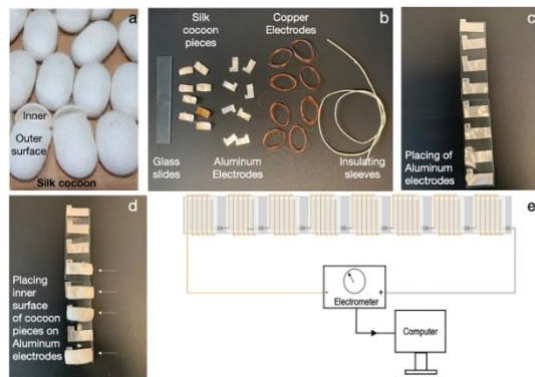 a
Inner
Outer
surface
Silk cocoon
b
Silk
cocoon
pieces
Copper
Electrodes
Glass
slides
Aluminum
Electrodes
Insulating
sleeves
c
Placing of
Aluminum
electrodes
d
Placing
inner
surface
of cocoon
pieces on
Aluminum
electrodes
e
-
+
Electrometer
Computer